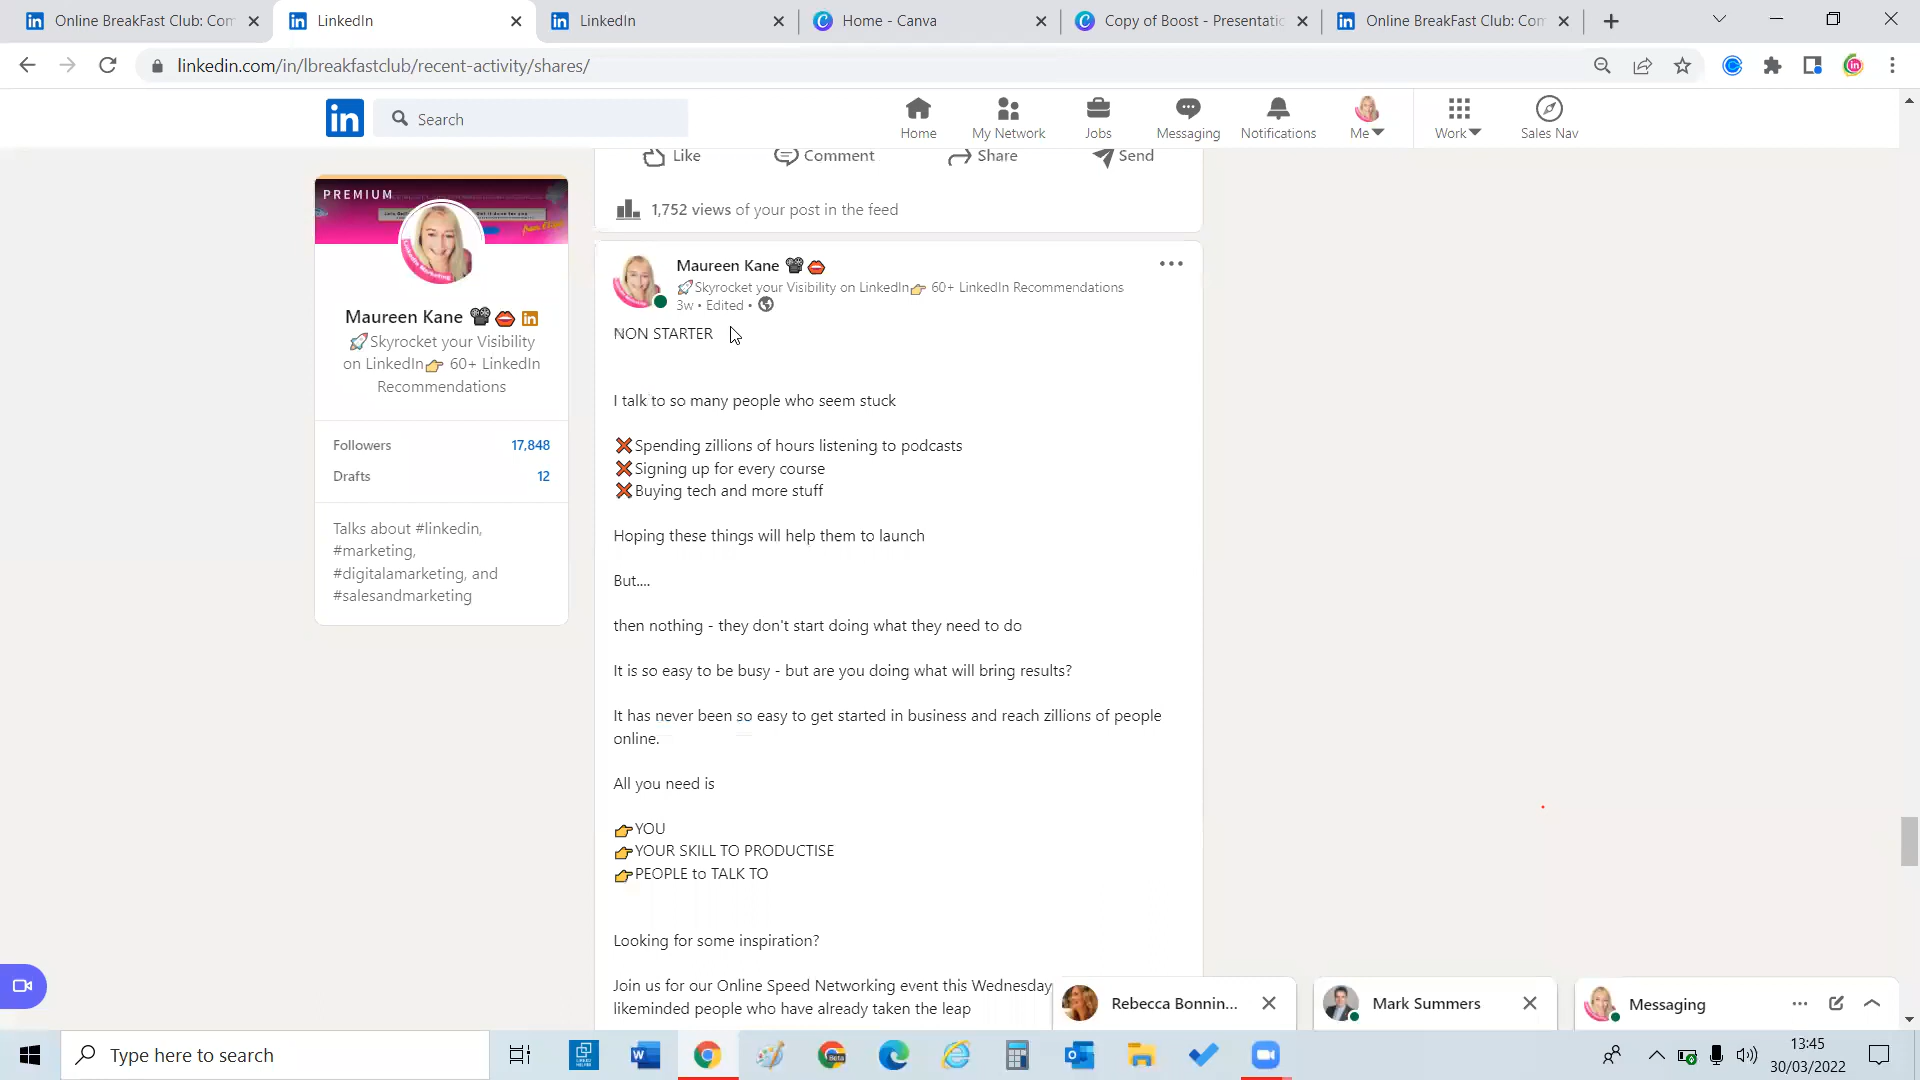 Online BreakFast Club: Com
LinkedIn
LinkedIn
Home - Canva
Copy of Boost - Presentatic
Online BreakFast Club: Com
linkedin.com/in/lbreakfastclub/recent-activity/shares/
in
Search
Home
My Network
Jobs
Messaging
Notifications
Me
Work
Sales Nav
Like
Comment
Share
Send
1,752 views of your post in the feed
PREMIUM
Maureen Kane
🚀Skyrocket your Visibility
on LinkedIn👉 60+ LinkedIn
Recommendations
Followers 17,848
Drafts 12
Talks about #linkedin,
#marketing,
#digitalamarketing, and
#salesandmarketing
Maureen Kane
🚀Skyrocket your Visibility on LinkedIn👉 60+ LinkedIn Recommendations
3w • Edited •
NON STARTER
I talk to so many people who seem stuck
❌Spending zillions of hours listening to podcasts
❌Signing up for every course
❌Buying tech and more stuff
Hoping these things will help them to launch
But....
then nothing - they don't start doing what they need to do
It is so easy to be busy - but are you doing what will bring results?
It has never been so easy to get started in business and reach zillions of people
online.
All you need is
👉YOU
👉YOUR SKILL TO PRODUCTISE
👉PEOPLE to TALK TO
Looking for some inspiration?
Join us for our Online Speed Networking event this Wednesday
likeminded people who have already taken the leap
Rebecca Bonnin...
Mark Summers
Messaging
Type here to search
13:45
30/03/2022